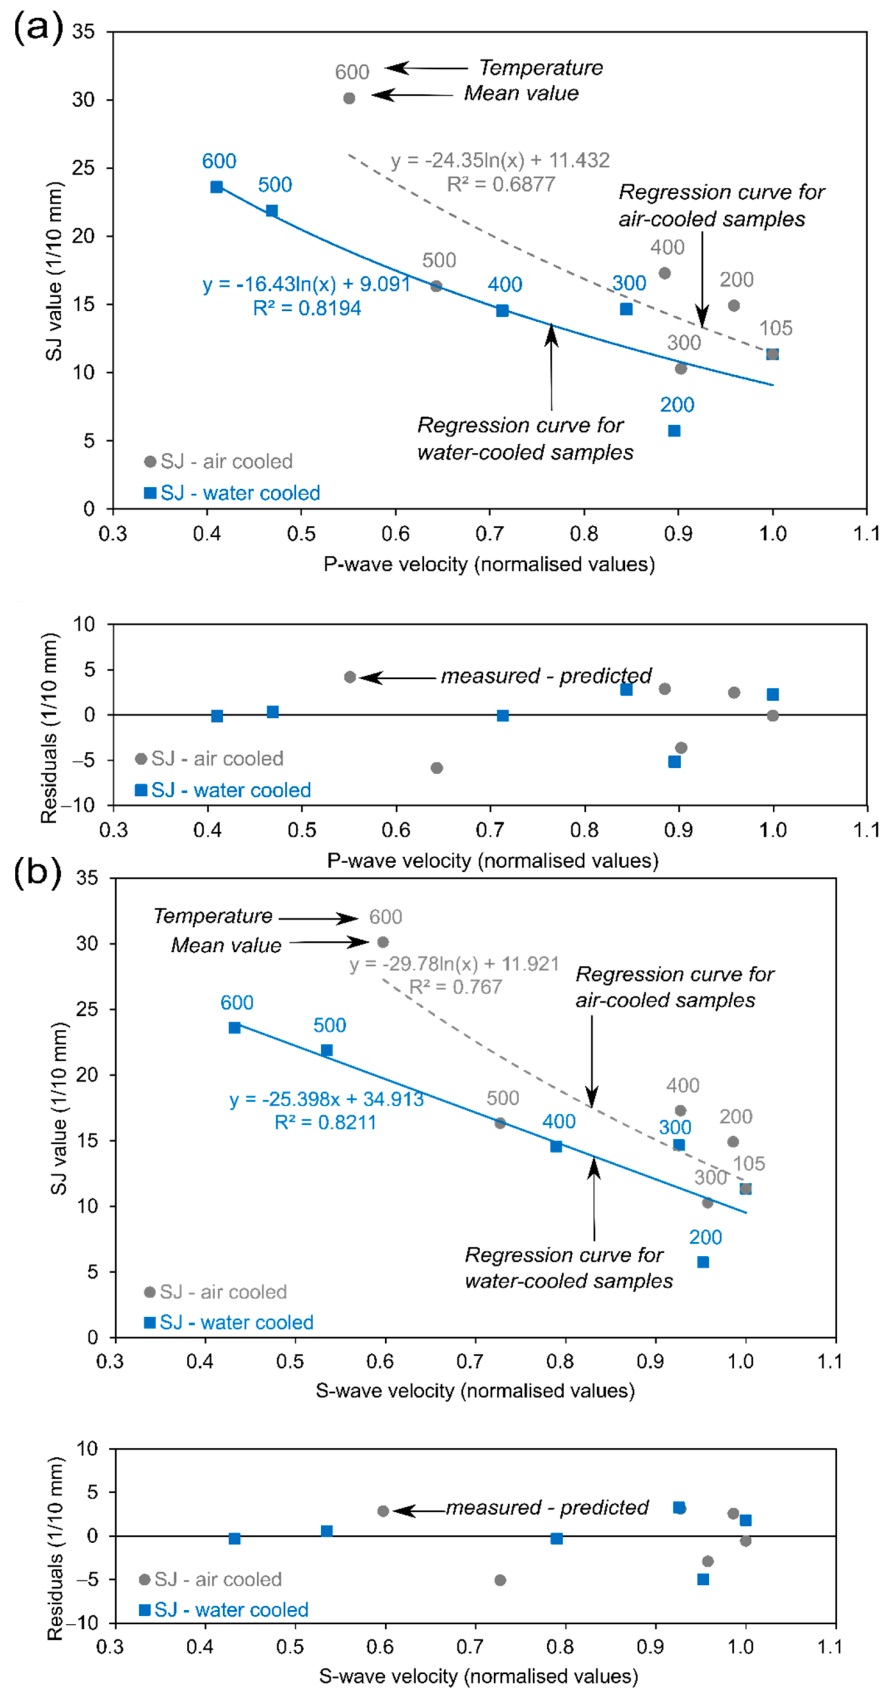 (a)
35
30
25
20
15
10
5
0
SJ value (1/10 mm)
600
Temperature
Mean value
y = -24.35ln(x) + 11.432
R² = 0.6877
Regression curve for
air-cooled samples
600
500
500
400
200
y = -16.43ln(x) + 9.091
R² = 0.8194
400
300
300
105
200
Regression curve for
water-cooled samples
SJ - air cooled
SJ - water cooled
0.3 0.4 0.5 0.6 0.7 0.8 0.9 1.0 1.1
P-wave velocity (normalised values)
10
5
0
−5
−10
Residuals (1/10 mm)
measured - predicted
SJ - air cooled
SJ - water cooled
0.3 0.4 0.5 0.6 0.7 0.8 0.9 1.0 1.1
P-wave velocity (normalised values)
(b)
35
30
25
20
15
10
5
0
SJ value (1/10 mm)
Temperature
600
Mean value
y = -29.78ln(x) + 11.921
R² = 0.767
Regression curve for
air-cooled samples
600
500
y = -25.398x + 34.913
R² = 0.8211
500
400
400
300
200
300
105
200
Regression curve for
water-cooled samples
SJ - air cooled
SJ - water cooled
0.3 0.4 0.5 0.6 0.7 0.8 0.9 1.0 1.1
S-wave velocity (normalised values)
10
5
0
−5
−10
Residuals (1/10 mm)
measured - predicted
SJ - air cooled
SJ - water cooled
0.3 0.4 0.5 0.6 0.7 0.8 0.9 1.0 1.1
S-wave velocity (normalised values)